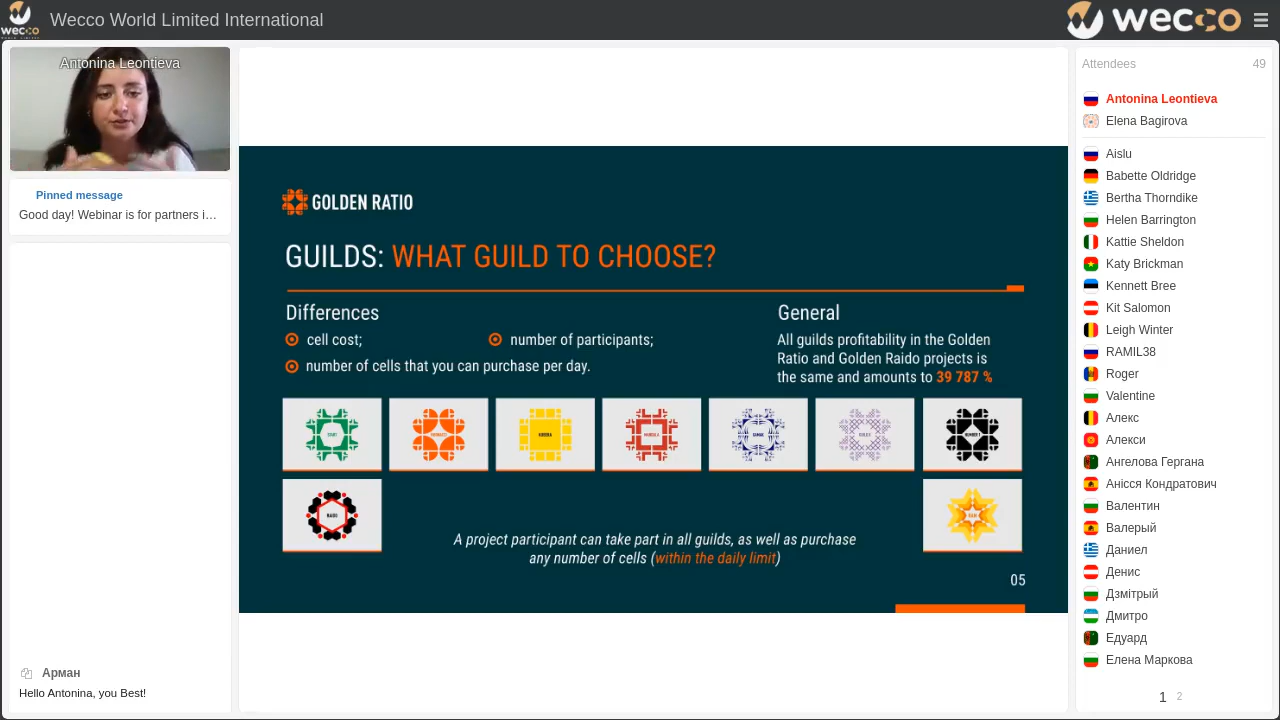 wecco
Wecco World Limited International
wecco
Antonina Leontieva
Pinned message
Good day! Webinar is for partners i…
Арман
Hello Antonina, you Best!
GOLDEN RATIO
GUILDS: WHAT GUILD TO CHOOSE?
Differences
cell cost;
number of participants;
number of cells that you can purchase per day.
General
All guilds profitability in the Golden
Ratio and Golden Raido projects is
the same and amounts to 39 787 %
A project participant can take part in all guilds, as well as purchase
any number of cells (within the daily limit)
05
Attendees 49
Antonina Leontieva
Elena Bagirova
Aislu
Babette Oldridge
Bertha Thorndike
Helen Barrington
Kattie Sheldon
Katy Brickman
Kennett Bree
Kit Salomon
Leigh Winter
RAMIL38
Roger
Valentine
Алекс
Алекси
Ангелова Гергана
Анісся Кондратович
Валентин
Валерый
Даниел
Денис
Дзмітрый
Дмитро
Едуард
Елена Маркова
1 2